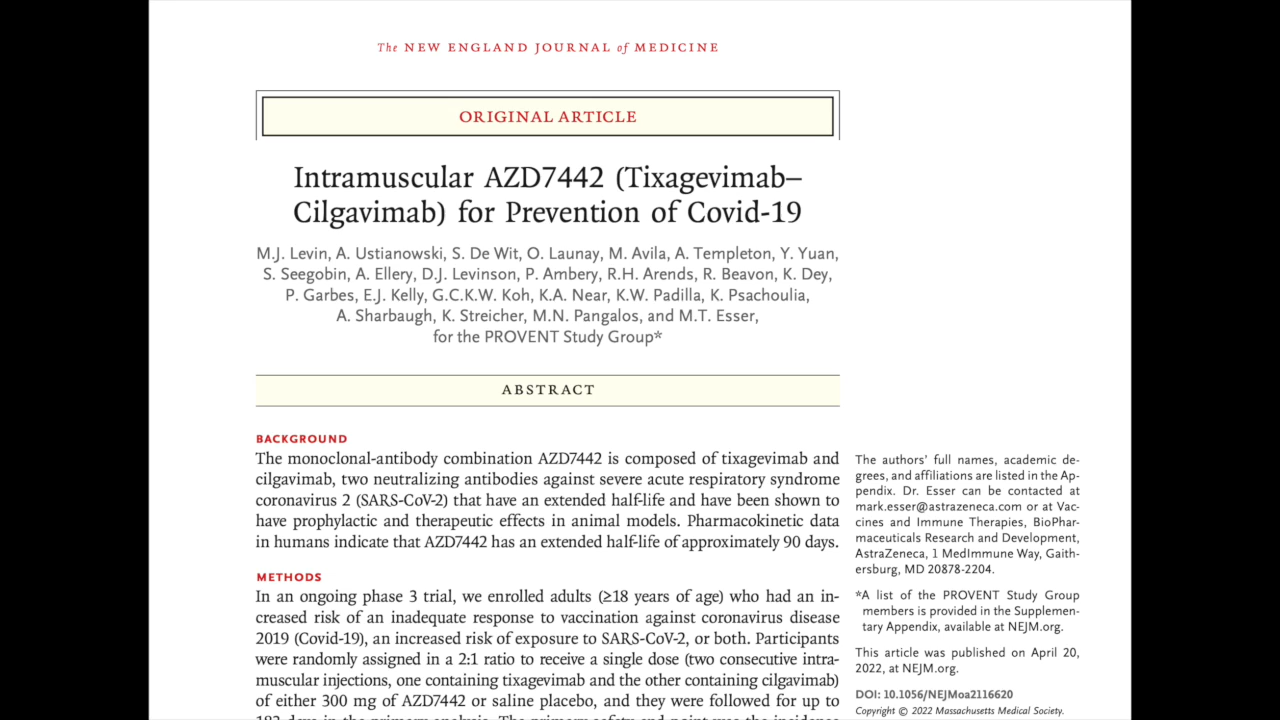 The NEW ENGLAND JOURNAL of MEDICINE
ORIGINAL ARTICLE
Intramuscular AZD7442 (Tixagevimab–
Cilgavimab) for Prevention of Covid-19
M.J. Levin, A. Ustianowski, S. De Wit, O. Launay, M. Avila, A. Templeton, Y. Yuan,
S. Seegobin, A. Ellery, D.J. Levinson, P. Ambery, R.H. Arends, R. Beavon, K. Dey,
P. Garbes, E.J. Kelly, G.C.K.W. Koh, K.A. Near, K.W. Padilla, K. Psachoulia,
A. Sharbaugh, K. Streicher, M.N. Pangalos, and M.T. Esser,
for the PROVENT Study Group*
ABSTRACT
BACKGROUND
The monoclonal-antibody combination AZD7442 is composed of tixagevimab and
cilgavimab, two neutralizing antibodies against severe acute respiratory syndrome
coronavirus 2 (SARS-CoV-2) that have an extended half-life and have been shown to
have prophylactic and therapeutic effects in animal models. Pharmacokinetic data
in humans indicate that AZD7442 has an extended half-life of approximately 90 days.
METHODS
In an ongoing phase 3 trial, we enrolled adults (≥18 years of age) who had an in-
creased risk of an inadequate response to vaccination against coronavirus disease
2019 (Covid-19), an increased risk of exposure to SARS-CoV-2, or both. Participants
were randomly assigned in a 2:1 ratio to receive a single dose (two consecutive intra-
muscular injections, one containing tixagevimab and the other containing cilgavimab)
of either 300 mg of AZD7442 or saline placebo, and they were followed for up to
183 days in the primary analysis. The primary safety end point was the incidence
The authors' full names, academic de-
grees, and affiliations are listed in the Ap-
pendix. Dr. Esser can be contacted at
mark.esser@astrazeneca.com or at Vac-
cines and Immune Therapies, BioPhar-
maceuticals Research and Development,
AstraZeneca, 1 MedImmune Way, Gaith-
ersburg, MD 20878-2204.
*A list of the PROVENT Study Group
members is provided in the Supplemen-
tary Appendix, available at NEJM.org.
This article was published on April 20,
2022, at NEJM.org.
DOI: 10.1056/NEJMoa2116620
Copyright © 2022 Massachusetts Medical Society.